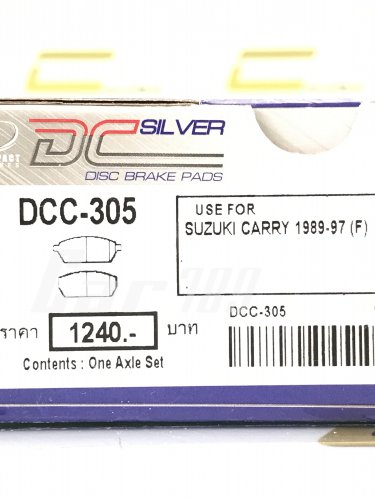 DC SILVER
PACT
DISC BRAKE PADS
DCC-305
USE FOR
SUZUKI CARRY 1989-97 (F)
ราคา 1240.- บาท
DCC-305
Contents : One Axle Set